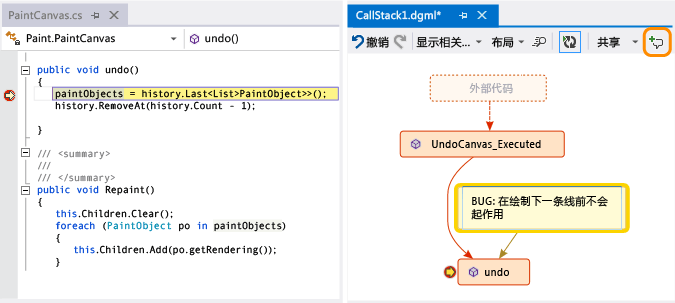 PaintCanvas.cs
Paint.PaintCanvas
undo()
public void undo()
{
paintObjects = history.Last<List>PaintObject>>();
history.RemoveAt(history.Count - 1);
}
/// <summary>
///
/// </summary>
public void Repaint()
{
this.Children.Clear();
foreach (PaintObject po in paintObjects)
{
this.Children.Add(po.getRendering());
}
CallStack1.dgml*
撤销
显示相关...
布局
共享
外部代码
UndoCanvas_Executed
BUG: 在绘制下一条线前不会
起作用
undo